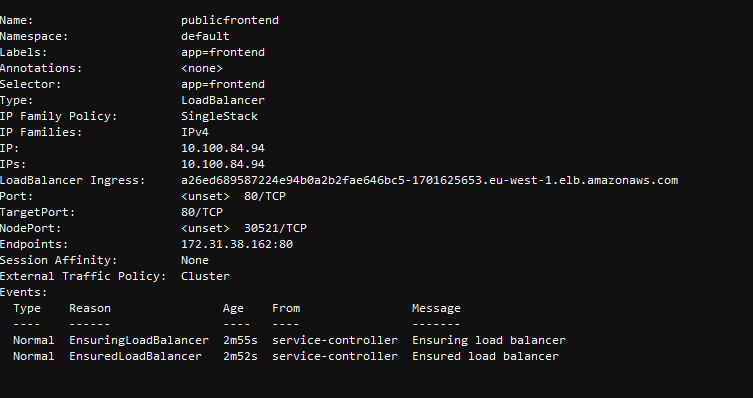 Name:                     publicfrontend
Namespace:                default
Labels:                   app=frontend
Annotations:              <none>
Selector:                 app=frontend
Type:                     LoadBalancer
IP Family Policy:         SingleStack
IP Families:              IPv4
IP:                       10.100.84.94
IPs:                      10.100.84.94
LoadBalancer Ingress:     a26ed689587224e94b0a2b2fae646bc5-1701625653.eu-west-1.elb.amazonaws.com
Port:                     <unset>  80/TCP
TargetPort:               80/TCP
NodePort:                 <unset>  30521/TCP
Endpoints:                172.31.38.162:80
Session Affinity:         None
External Traffic Policy:  Cluster
Events:
  Type    Reason                Age    From                Message
  ----    ------                ----   ----                -------
  Normal  EnsuringLoadBalancer  2m55s  service-controller  Ensuring load balancer
  Normal  EnsuredLoadBalancer   2m52s  service-controller  Ensured load balancer